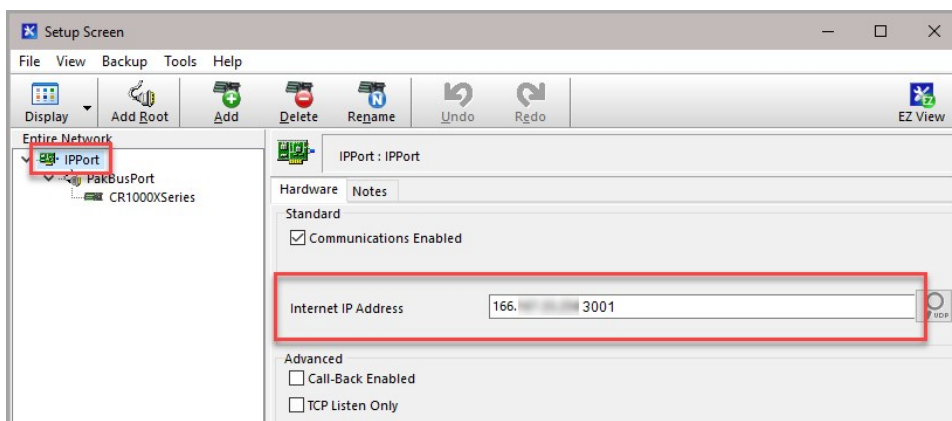 Setup Screen
File View Backup Tools Help
Display Add Root Add Delete Rename Undo Redo EZ View
Entire Network
IPPort
PakBusPort
CR1000XSeries
IPPort : IPPort
Hardware Notes
Standard
Communications Enabled
Internet IP Address 166. 3001
UDP
Advanced
Call-Back Enabled
TCP Listen Only